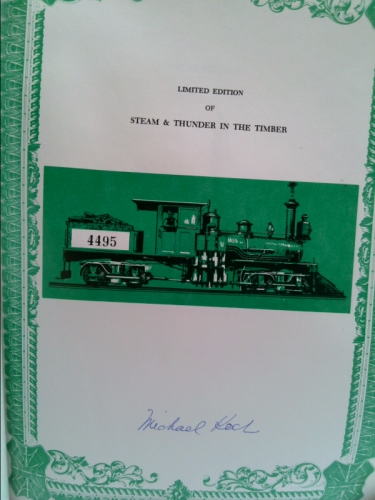 LIMITED EDITION
OF
STEAM & THUNDER IN THE TIMBER
4495
Michael Koch